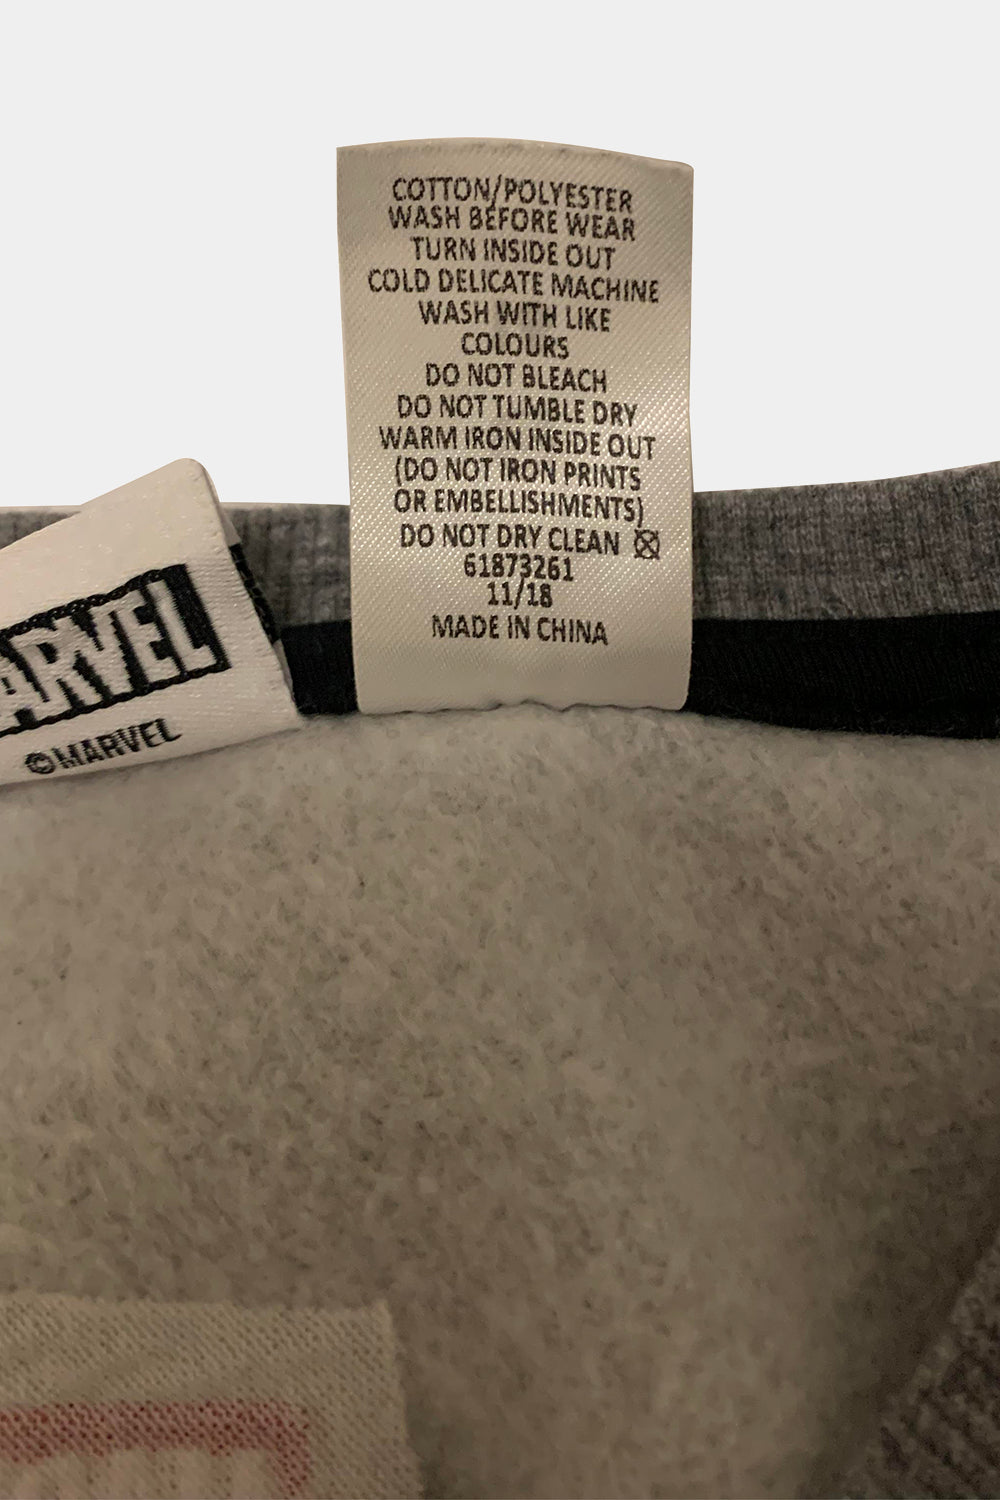 COTTON/POLYESTER
WASH BEFORE WEAR
TURN INSIDE OUT
COLD DELICATE MACHINE
WASH WITH LIKE
COLOURS
DO NOT BLEACH
DO NOT TUMBLE DRY
WARM IRON INSIDE OUT
(DO NOT IRON PRINTS
OR EMBELLISHMENTS)
DO NOT DRY CLEAN
61873261
11/18
MADE IN CHINA
ARVEL
©MARVEL